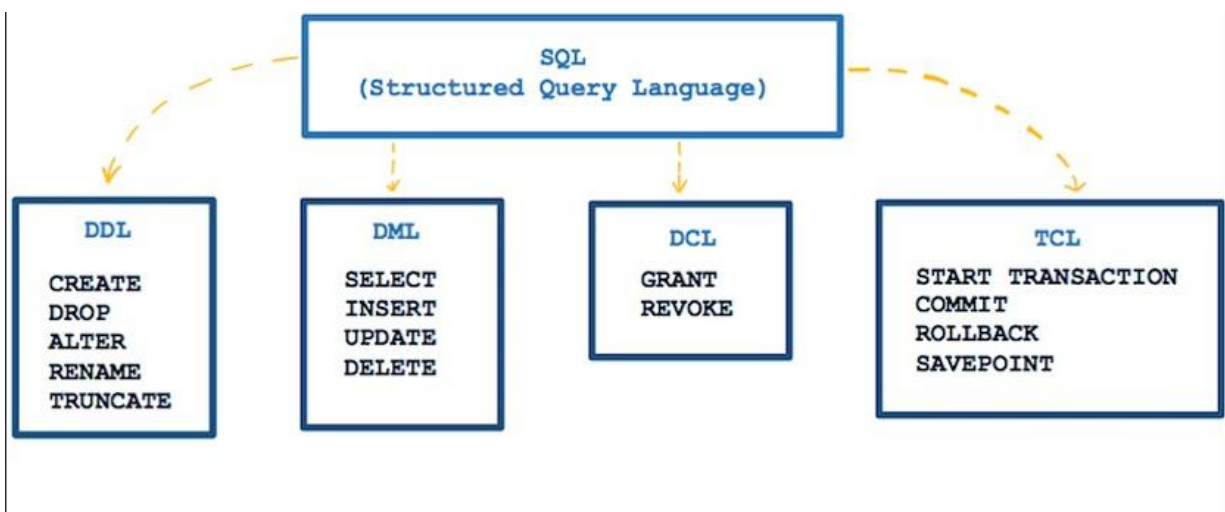 SQL
(Structured Query Language)
DDL
CREATE
DROP
ALTER
RENAME
TRUNCATE
DML
SELECT
INSERT
UPDATE
DELETE
DCL
GRANT
REVOKE
TCL
START TRANSACTION
COMMIT
ROLLBACK
SAVEPOINT